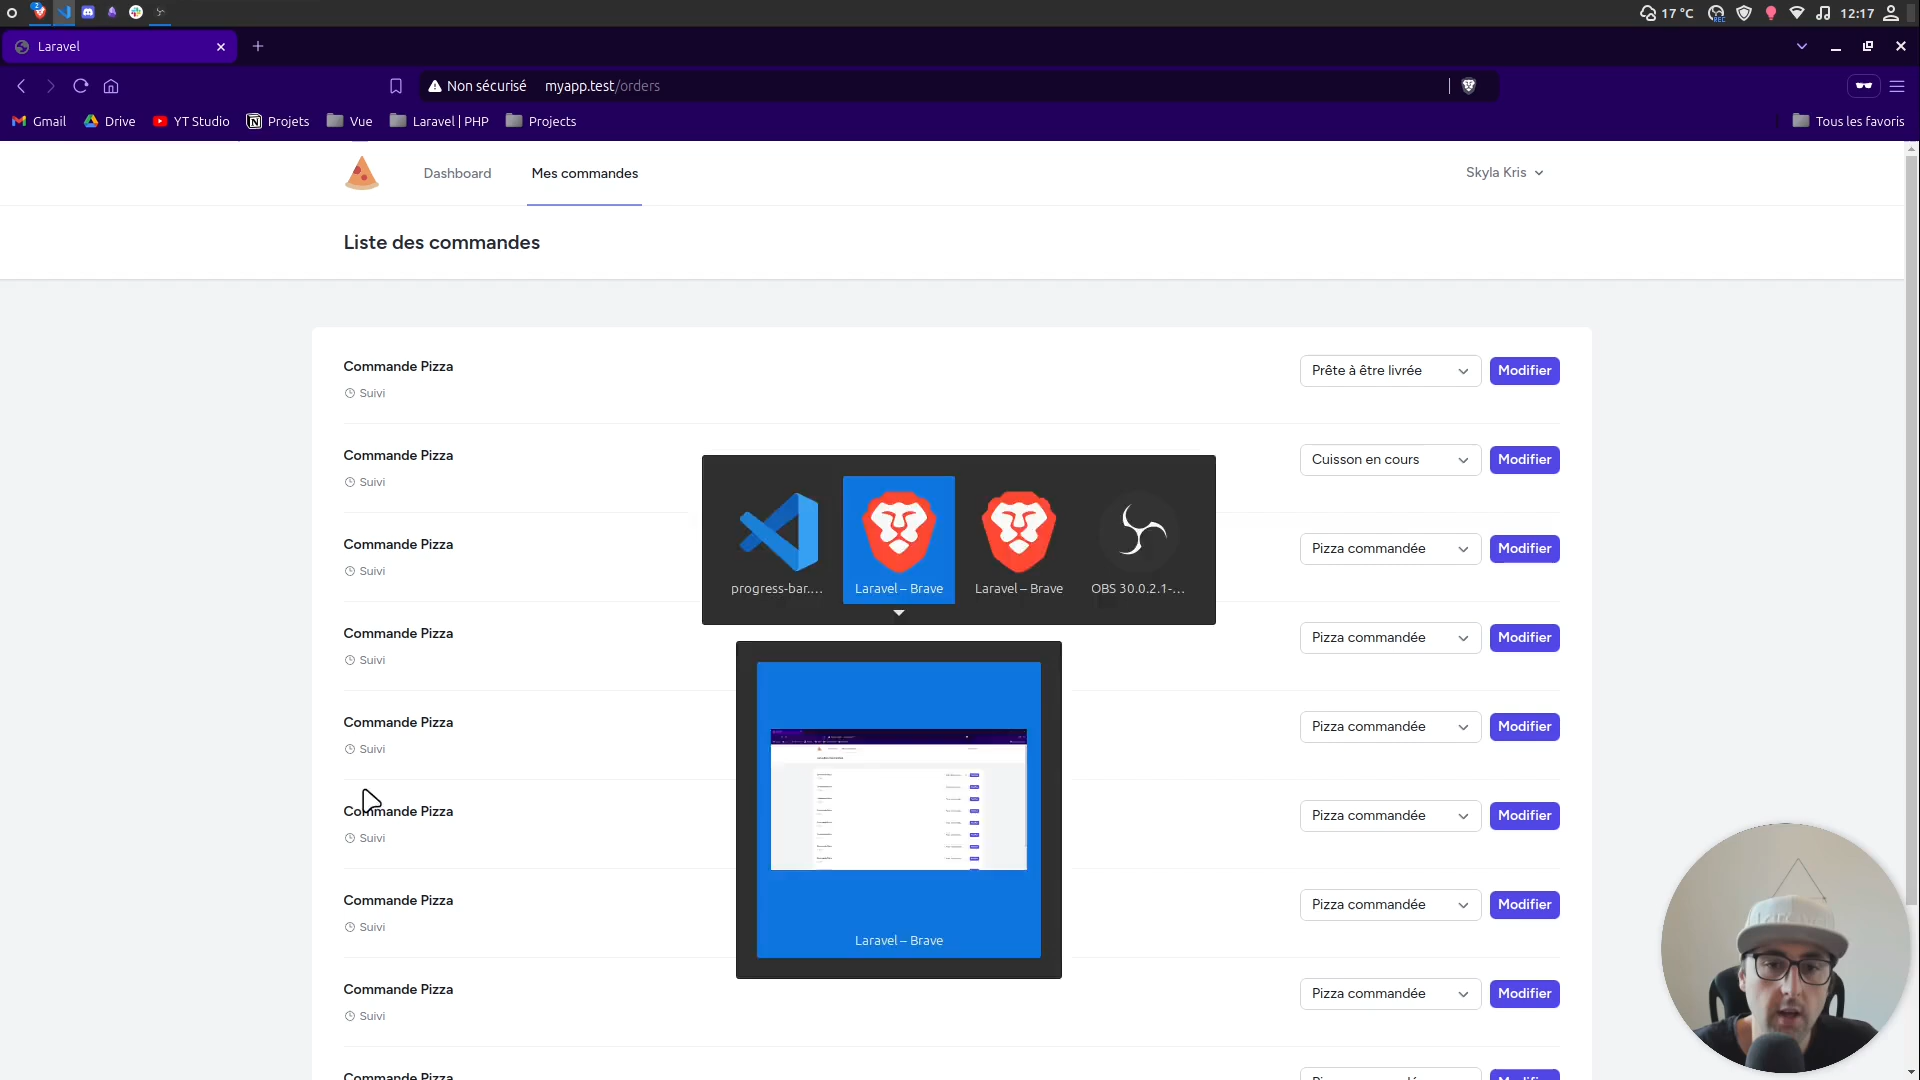 17 °C
REC
12:17
Laravel
Non sécurisé
myapp.test/orders
Gmail
Drive
YT Studio
Projets
Vue
Laravel | PHP
Projects
Tous les favoris
Dashboard
Mes commandes
Skyla Kris
Liste des commandes
Commande Pizza
Suivi
Prête à être livrée
Modifier
Commande Pizza
Suivi
Cuisson en cours
Modifier
Commande Pizza
Suivi
Pizza commandée
Modifier
progress-bar....
Laravel – Brave
Laravel – Brave
OBS 30.0.2.1-...
Commande Pizza
Suivi
Pizza commandée
Modifier
Commande Pizza
Suivi
Pizza commandée
Modifier
Commande Pizza
Suivi
Pizza commandée
Modifier
Commande Pizza
Suivi
Pizza commandée
Modifier
Laravel – Brave
Commande Pizza
Suivi
Pizza commandée
Modifier
Commande Pizza